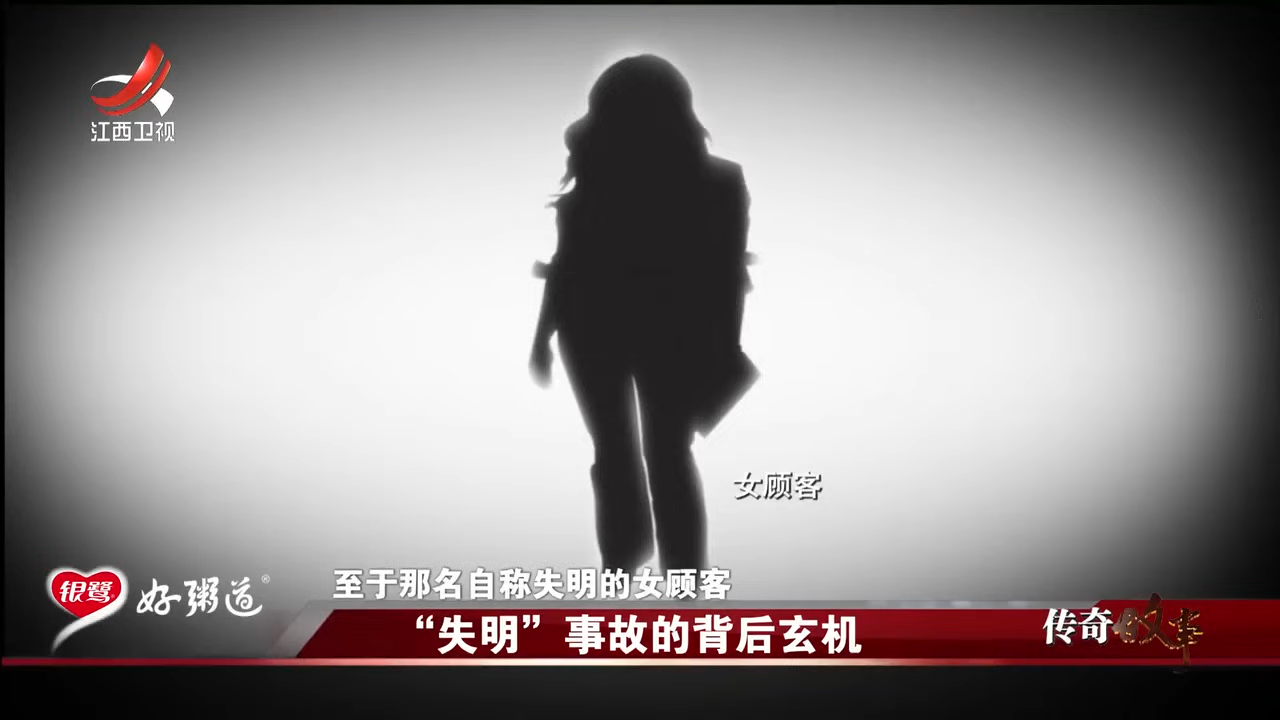 江西卫视
女顾客
至于那名自称失明的女顾客
银鹭 好粥道®
“失明”事故的背后玄机
传奇故事